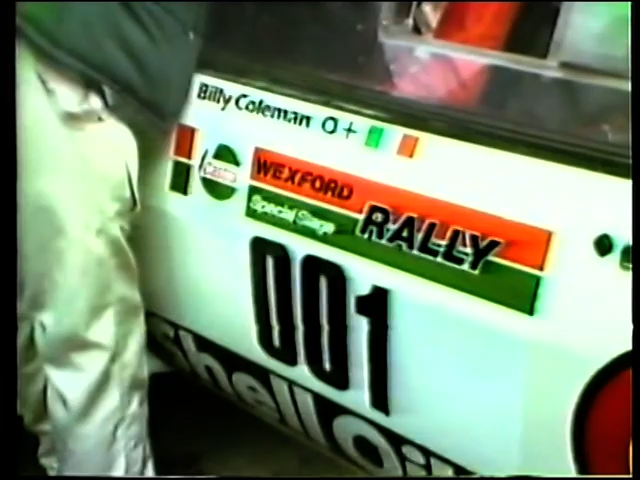 Billy Coleman O+
Castrol
WEXFORD
Special Stage
RALLY
001
Shell Oil